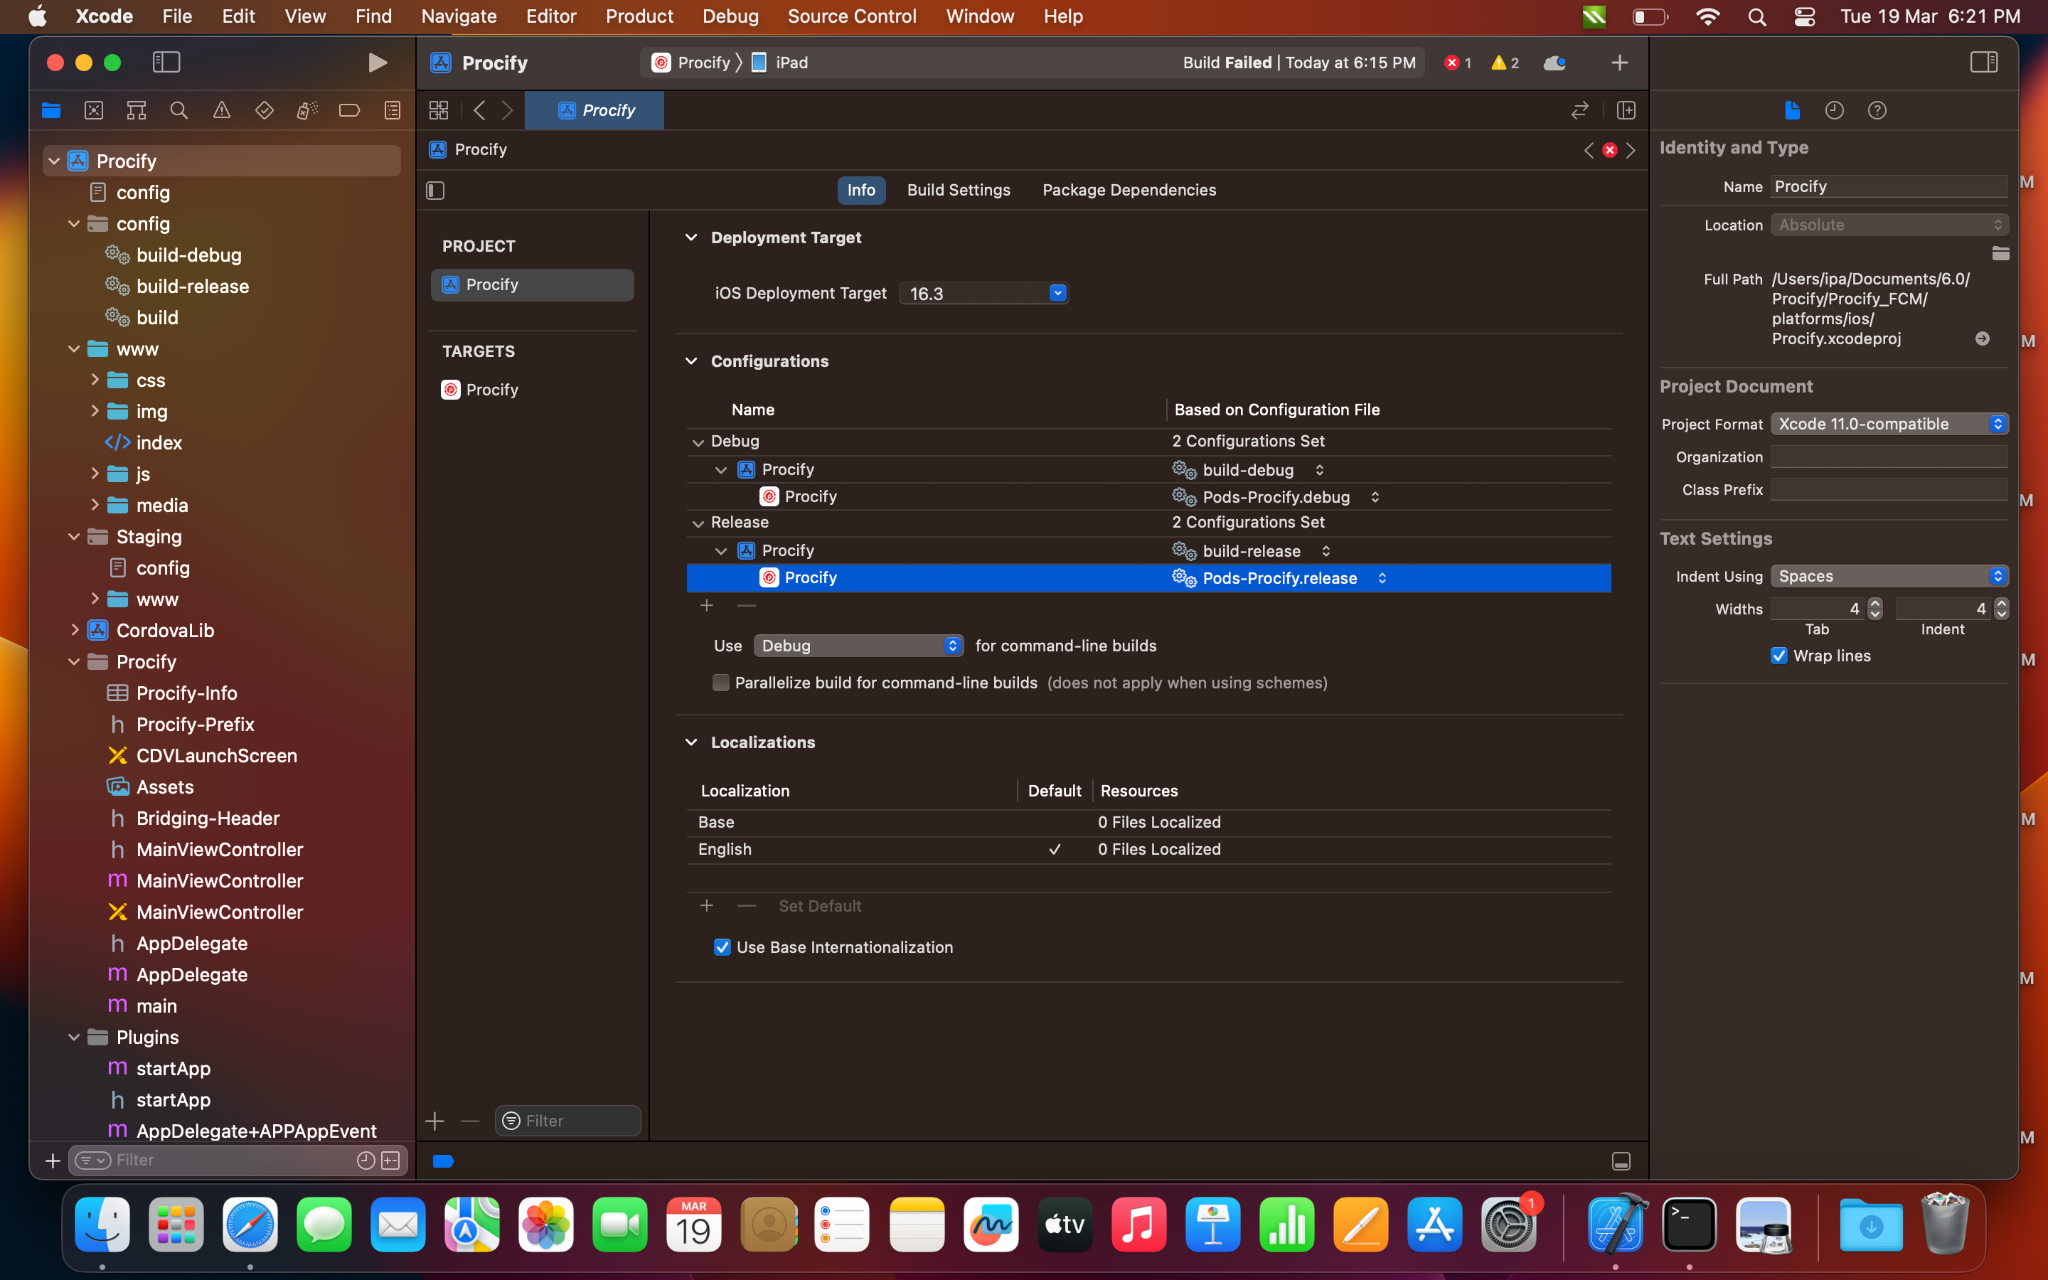 Xcode File Edit View Find Navigate Editor Product Debug Source Control Window Help Tue 19 Mar 6:21 PM
Procify
Procify 〉 iPad
Build Failed | Today at 6:15 PM
1
2
Procify
config
config
build-debug
build-release
build
www
css
img
index
js
media
Staging
config
www
CordovaLib
Procify
Procify-Info
Procify-Prefix
CDVLaunchScreen
Assets
h Bridging-Header
h MainViewController
m MainViewController
MainViewController
h AppDelegate
m AppDelegate
m main
Plugins
m startApp
h startApp
m AppDelegate+APPAppEvent
Filter
Procify
Procify
Info Build Settings Package Dependencies
PROJECT
Procify
TARGETS
Procify
Filter
Deployment Target
iOS Deployment Target 16.3
Configurations
Name Based on Configuration File
Debug 2 Configurations Set
Procify build-debug
Procify Pods-Procify.debug
Release 2 Configurations Set
Procify build-release
Procify Pods-Procify.release
Use Debug for command-line builds
Parallelize build for command-line builds (does not apply when using schemes)
Localizations
Localization Default Resources
Base 0 Files Localized
English ✓ 0 Files Localized
Set Default
Use Base Internationalization
Identity and Type
Name Procify
Location Absolute
Full Path /Users/ipa/Documents/6.0/
Procify/Procify_FCM/
platforms/ios/
Procify.xcodeproj
Project Document
Project Format Xcode 11.0-compatible
Organization
Class Prefix
Text Settings
Indent Using Spaces
Widths 4 4
Tab Indent
Wrap lines
M
M
M
M
M
M
M
MAR
19
tv
1
>_